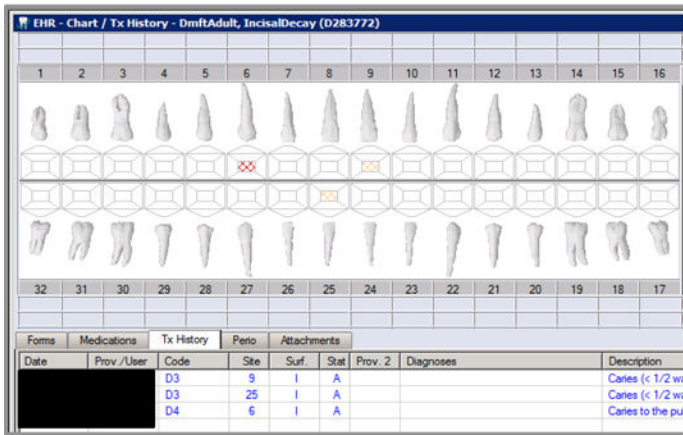 EHR - Chart / Tx History - DmftAdult, IncisalDecay (D283772)
1 2 3 4 5 6 7 8 9 10 11 12 13 14 15 16
32 31 30 29 28 27 26 25 24 23 22 21 20 19 18 17
Forms Medications Tx History Perio Attachments
Date Prov./User Code Site Surf. Stat Prov. 2 Diagnoses Description
D3 9 I A Caries (< 1/2 wa
D3 25 I A Caries (< 1/2 wa
D4 6 I A Caries to the pu